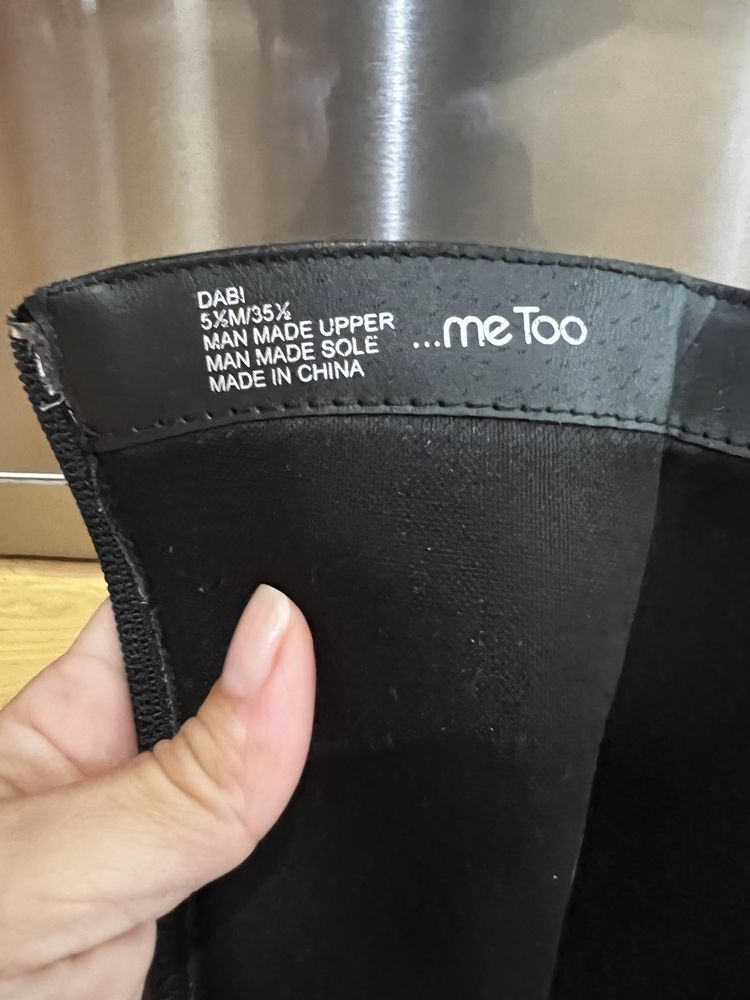 DABI
5½M/35½
MAN MADE UPPER
MAN MADE SOLE
MADE IN CHINA
...me Too